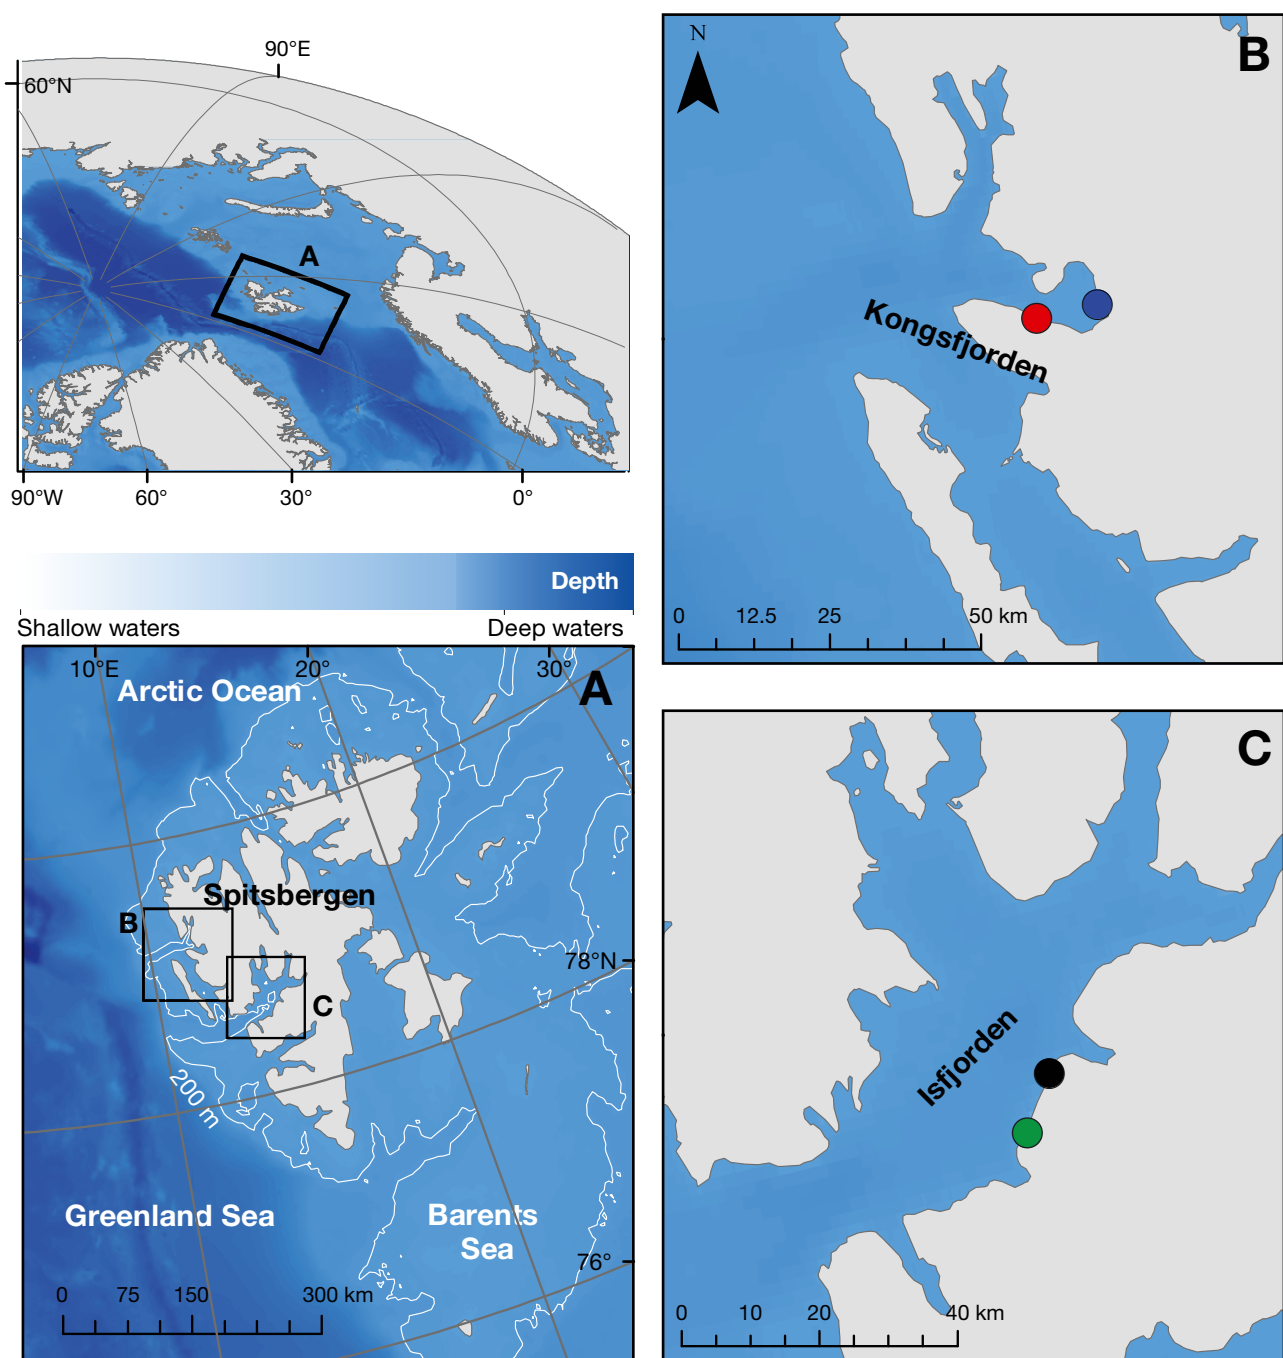 90°E
60°N
A
90°W 60° 30° 0°
Depth
Shallow waters Deep waters
10°E 20° 30°
A
Arctic Ocean
Spitsbergen
B
C
78°N
200 m
Greenland Sea
Barents
Sea
76°
0 75 150 300 km
N
B
Kongsfjorden
0 12.5 25 50 km
C
Isfjorden
0 10 20 40 km